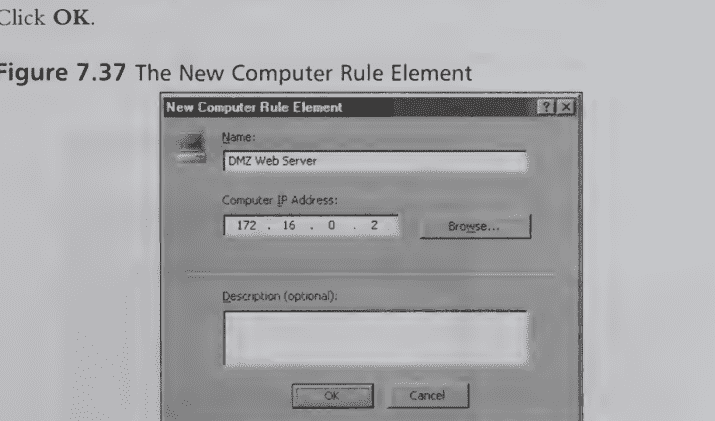 Click OK.
Figure 7.37 The New Computer Rule Element
New Computer Rule Element
Name:
DMZ Web Server
Computer IP Address:
172 . 16 . 0 . 2 Browse...
Description (optional):
OK Cancel